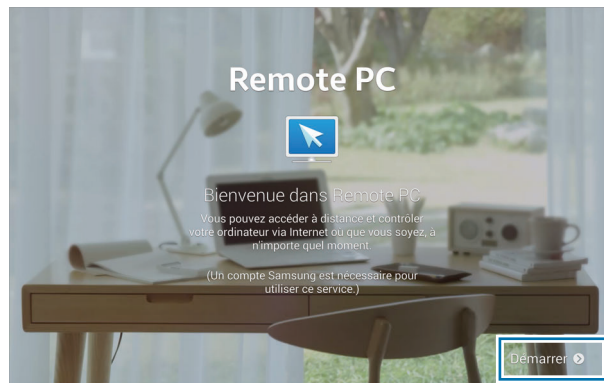 Remote PC
Bienvenue dans Remote PC
Vous pouvez accéder à distance et contrôler
votre ordinateur via Internet ou que vous soyez, à
n'importe quel moment.
(Un compte Samsung est nécessaire pour
utiliser ce service.)
Démarrer